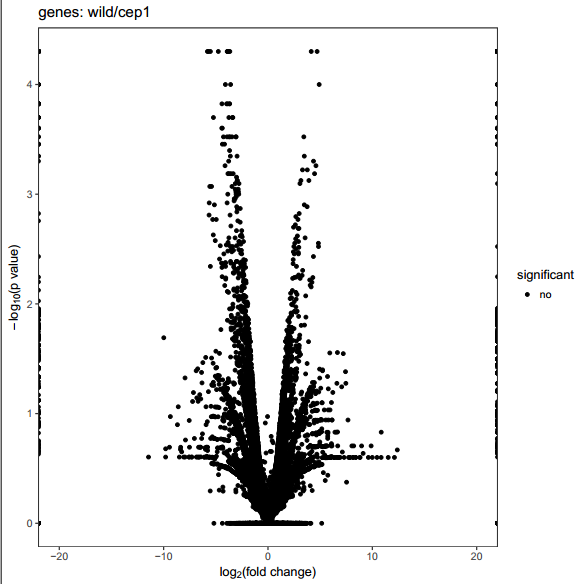 genes: wild/cep1
4
3
2
1
0
−log₁₀(p value)
−20 −10 0 10 20
log₂(fold change)
significant
no